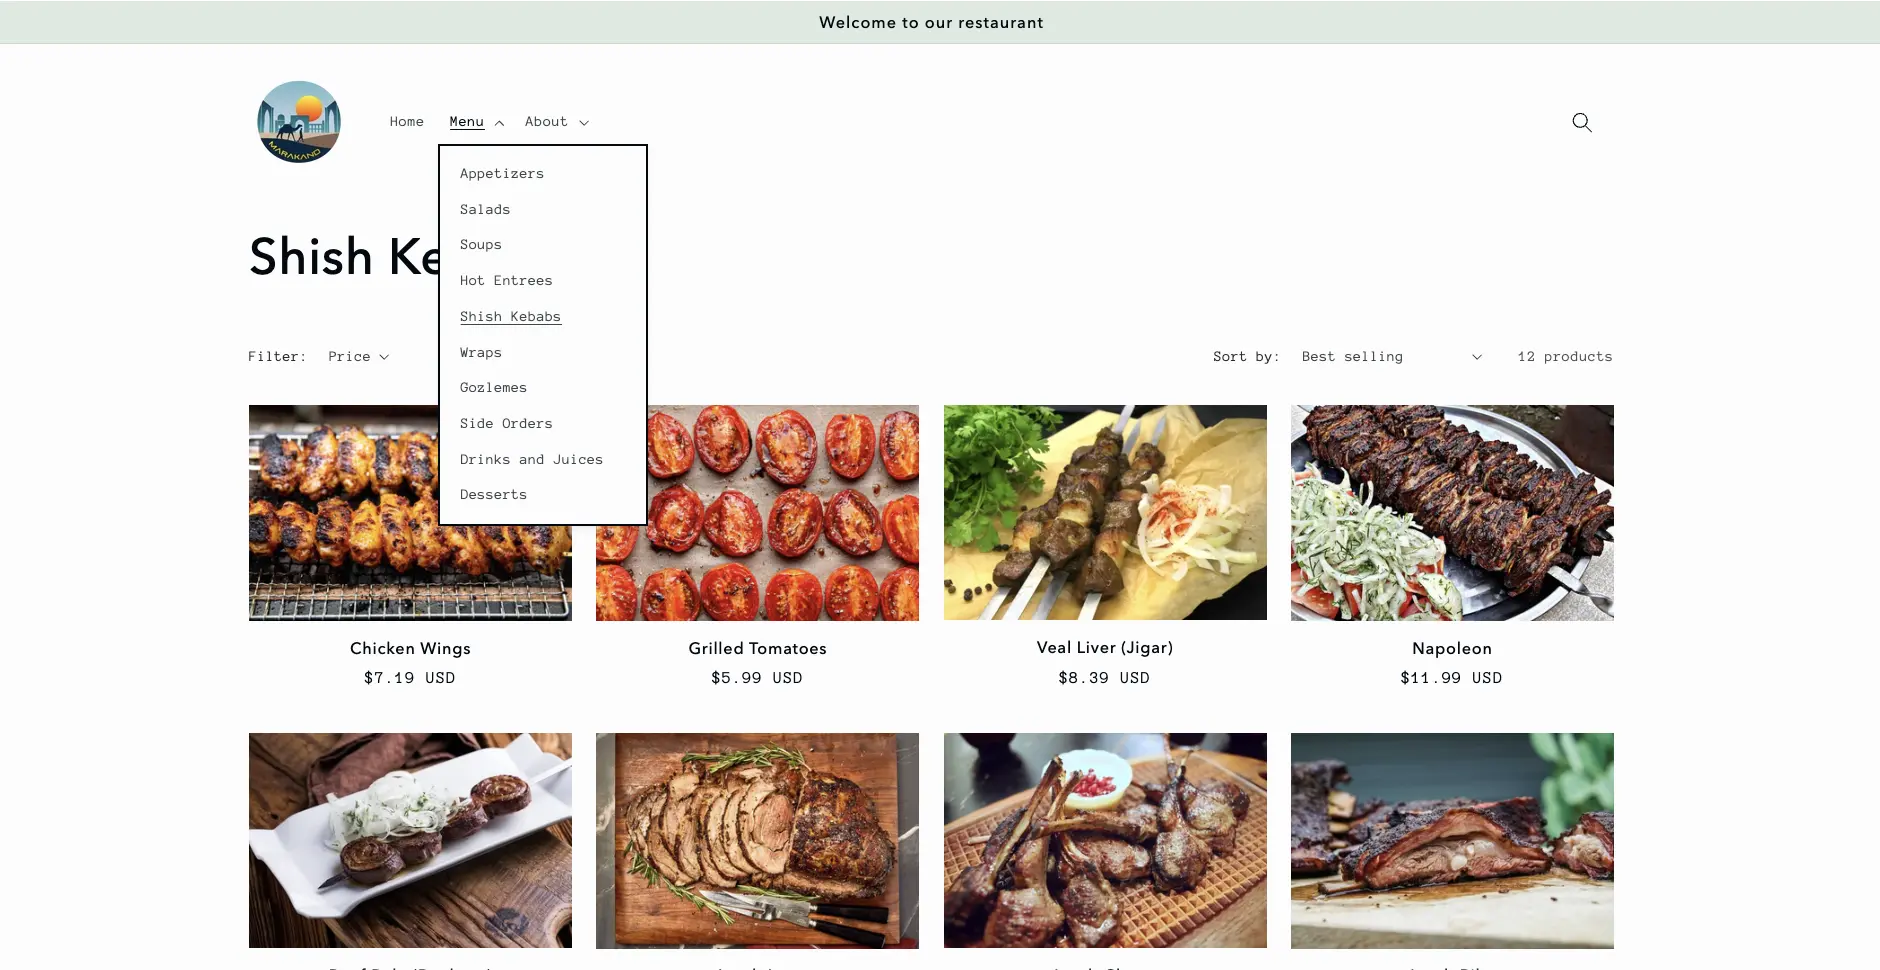 Welcome to our restaurant
MARAKAND
Home
Menu
About
Appetizers
Salads
Soups
Hot Entrees
Shish Kebabs
Wraps
Gozlemes
Side Orders
Drinks and Juices
Desserts
Shish Ke
Filter:
Price
Sort by:
Best selling
12 products
Chicken Wings
$7.19 USD
Grilled Tomatoes
$5.99 USD
Veal Liver (Jigar)
$8.39 USD
Napoleon
$11.99 USD